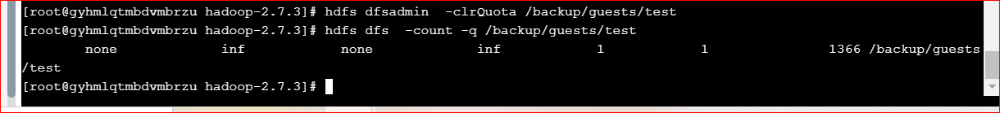 [root@gyhmlqtmbdvmbrzu hadoop-2.7.3]# hdfs dfsadmin  -clrQuota /backup/guests/test
[root@gyhmlqtmbdvmbrzu hadoop-2.7.3]# hdfs dfs  -count -q /backup/guests/test
        none             inf            none             inf            1            1               1366 /backup/guests
/test
[root@gyhmlqtmbdvmbrzu hadoop-2.7.3]#